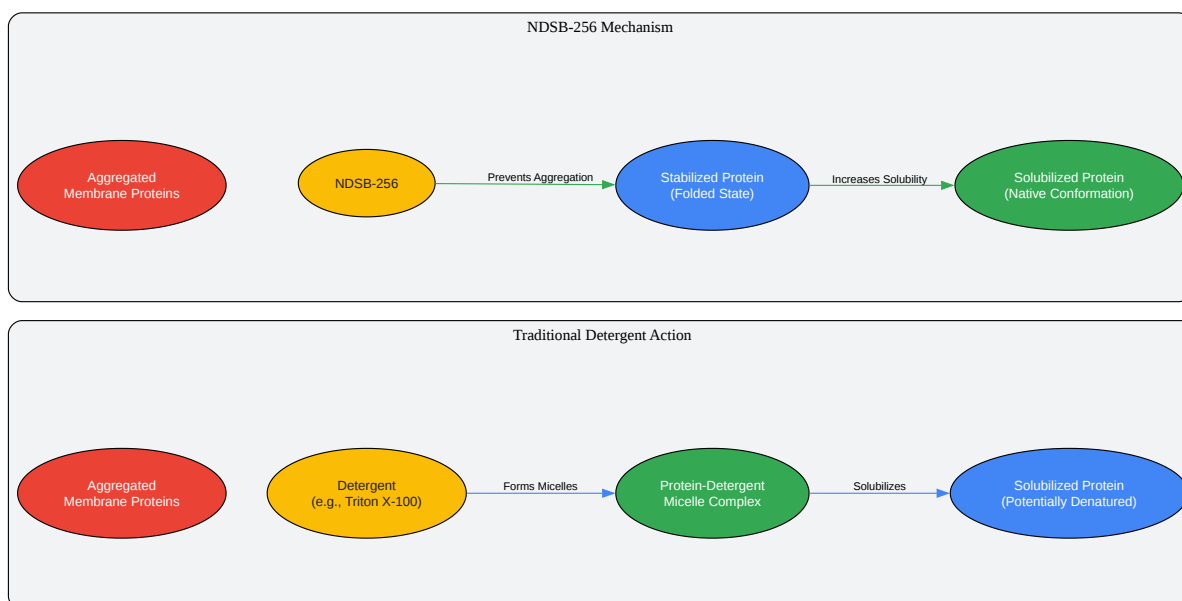 NDSB-256 Mechanism
Aggregated
Membrane Proteins
NDSB-256
Prevents Aggregation
Stabilized Protein
(Folded State)
Increases Solubility
Solubilized Protein
(Native Conformation)
Traditional Detergent Action
Aggregated
Membrane Proteins
Detergent
(e.g., Triton X-100)
Forms Micelles
Protein-Detergent
Micelle Complex
Solubilizes
Solubilized Protein
(Potentially Denatured)